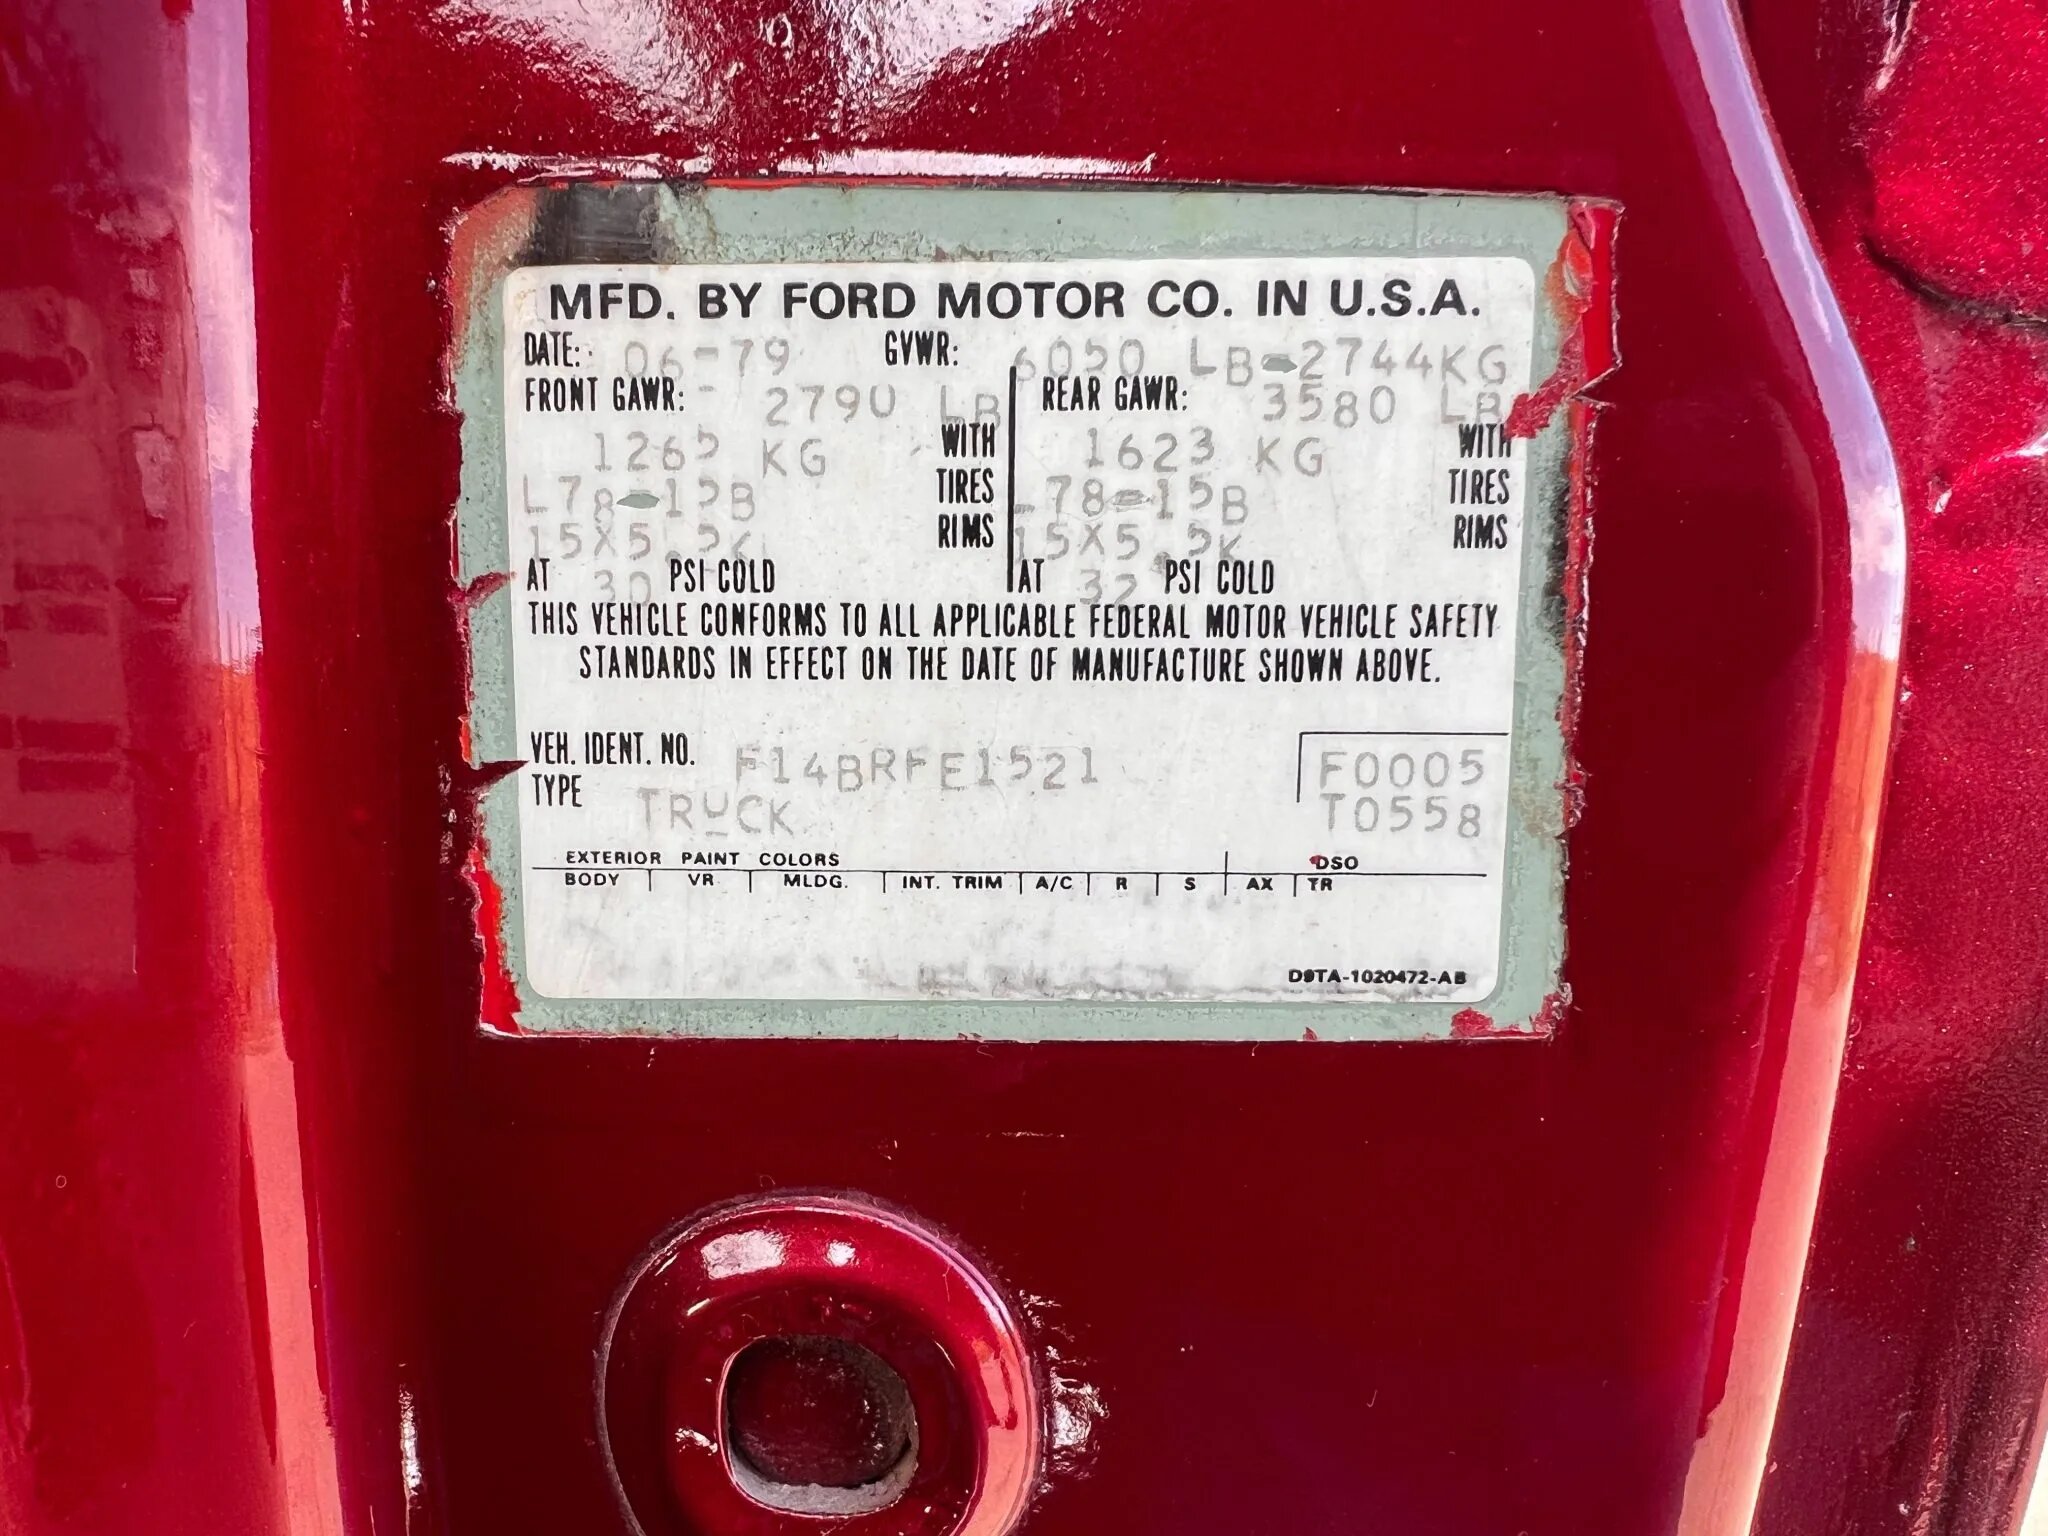 MFD. BY FORD MOTOR CO. IN U.S.A.
DATE: 06-79 GVWR: 6050 LB-2744KG
FRONT GAWR: 2790 LB REAR GAWR: 3580 LB
1265 KG WITH 1623 KG WITH
L78-15B TIRES L78-15B TIRES
15X5.5K RIMS 15X5.5K RIMS
AT 30 PSI COLD AT 32 PSI COLD
THIS VEHICLE CONFORMS TO ALL APPLICABLE FEDERAL MOTOR VEHICLE SAFETY
STANDARDS IN EFFECT ON THE DATE OF MANUFACTURE SHOWN ABOVE.
VEH. IDENT. NO. F14BRFE1521 F0005
TYPE TRUCK T0558
EXTERIOR PAINT COLORS DSO
BODY VR MLDG. INT. TRIM A/C R S AX TR
D9TA-1020472-AB